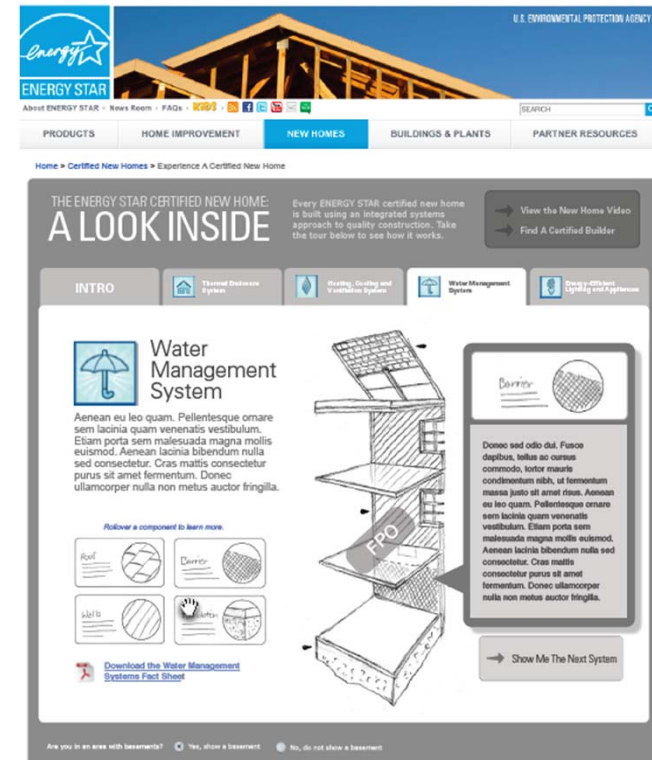 energy
ENERGY STAR
U.S. ENVIRONMENTAL PROTECTION AGENCY
About ENERGY STAR • News Room • FAQs • KIDS
SEARCH
PRODUCTS
HOME IMPROVEMENT
NEW HOMES
BUILDINGS & PLANTS
PARTNER RESOURCES
Home » Certified New Homes » Experience A Certified New Home
THE ENERGY STAR CERTIFIED NEW HOME:
A LOOK INSIDE
Every ENERGY STAR certified new home
is built using an integrated systems
approach to quality construction. Take
the tour below to see how it works.
View the New Home Video
Find A Certified Builder
INTRO
Thermal Enclosure
System
Heating, Cooling and
Ventilation System
Water Management
System
Energy-Efficient
Lighting and Appliances
Water
Management
System
Aenean eu leo quam. Pellentesque ornare
sem lacinia quam venenatis vestibulum.
Etiam porta sem malesuada magna mollis
euismod. Aenean lacinia bibendum nulla
sed consectetur. Cras mattis consectetur
purus sit amet fermentum. Donec
ullamcorper nulla non metus auctor fringilla.
Rollover a component to learn more.
Roof
Barrier
Walls
Download the Water Management
Systems Fact Sheet
FPO
Barrier
Donec sed odio dui. Fusce
dapibus, tellus ac cursus
commodo, tortor mauris
condimentum nibh, ut fermentum
massa justo sit amet risus. Aenean
eu leo quam. Pellentesque ornare
sem lacinia quam venenatis
vestibulum. Etiam porta sem
malesuada magna mollis euismod.
Aenean lacinia bibendum nulla sed
consectetur. Cras mattis
consectetur purus sit amet
fermentum. Donec ullamcorper
nulla non metus auctor fringilla.
Show Me The Next System
Are you in an area with basements?
Yes, show a basement
No, do not show a basement